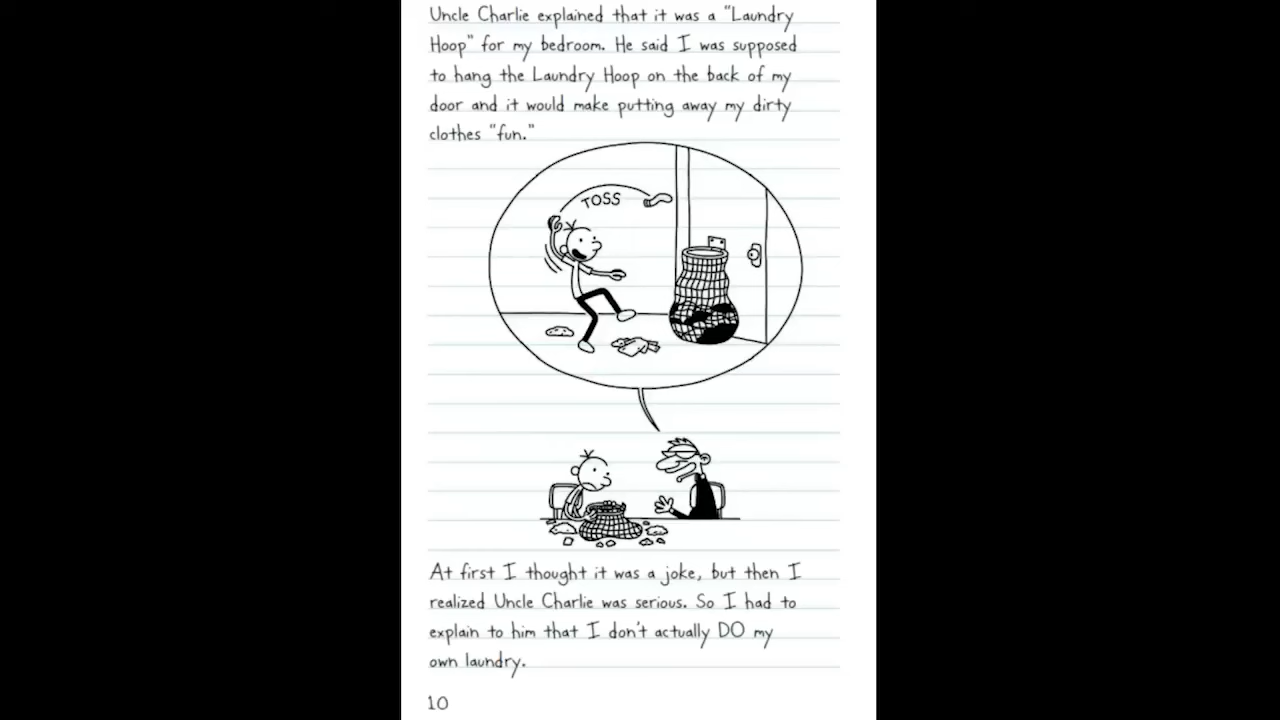 Uncle Charlie explained that it was a "Laundry
Hoop" for my bedroom. He said I was supposed
to hang the Laundry Hoop on the back of my
door and it would make putting away my dirty
clothes "fun."
TOSS
At first I thought it was a joke, but then I
realized Uncle Charlie was serious. So I had to
explain to him that I don't actually DO my
own laundry.
10